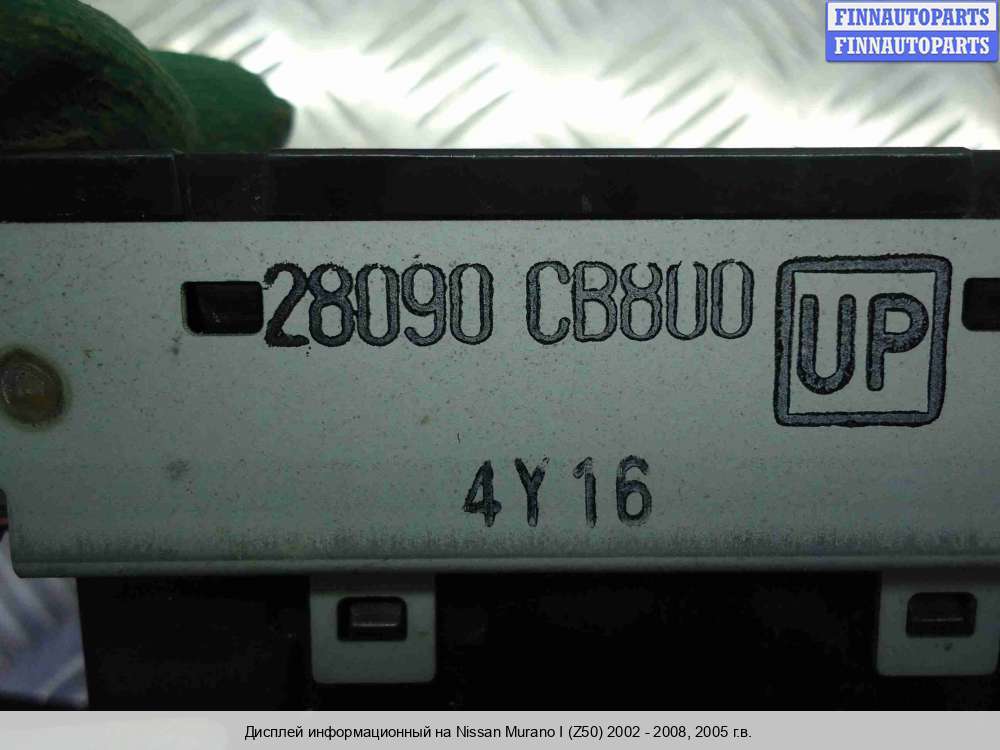 FINNAUTOPARTS
FINNAUTOPARTS
28090 CB8U0
UP
4Y16
Дисплей информационный на Nissan Murano I (Z50) 2002 - 2008, 2005 г.в.